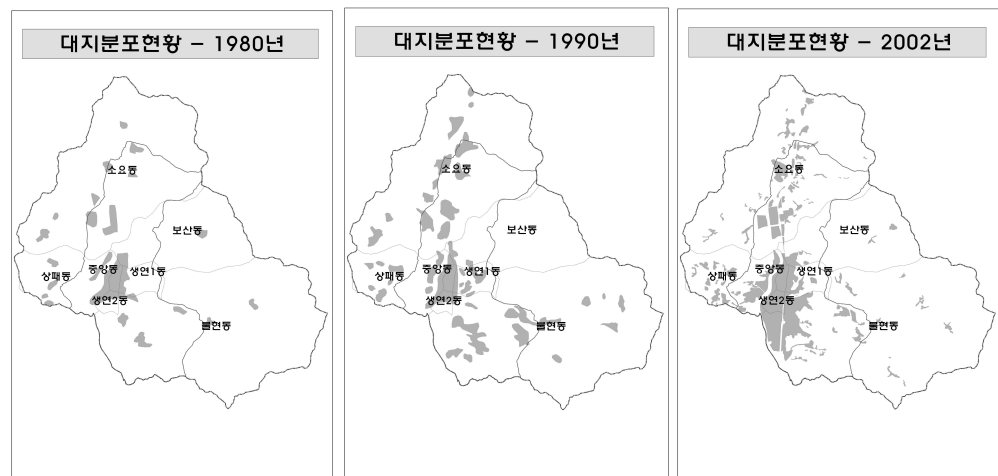 대지분포현황 – 1980년
소요동
보산동
상패동
중앙동
생연1동
생연2동
불현동
대지분포현황 – 1990년
소요동
보산동
상패동
중앙동
생연1동
생연2동
불현동
대지분포현황 – 2002년
소요동
보산동
상패동
중앙동
생연1동
생연2동
불현동